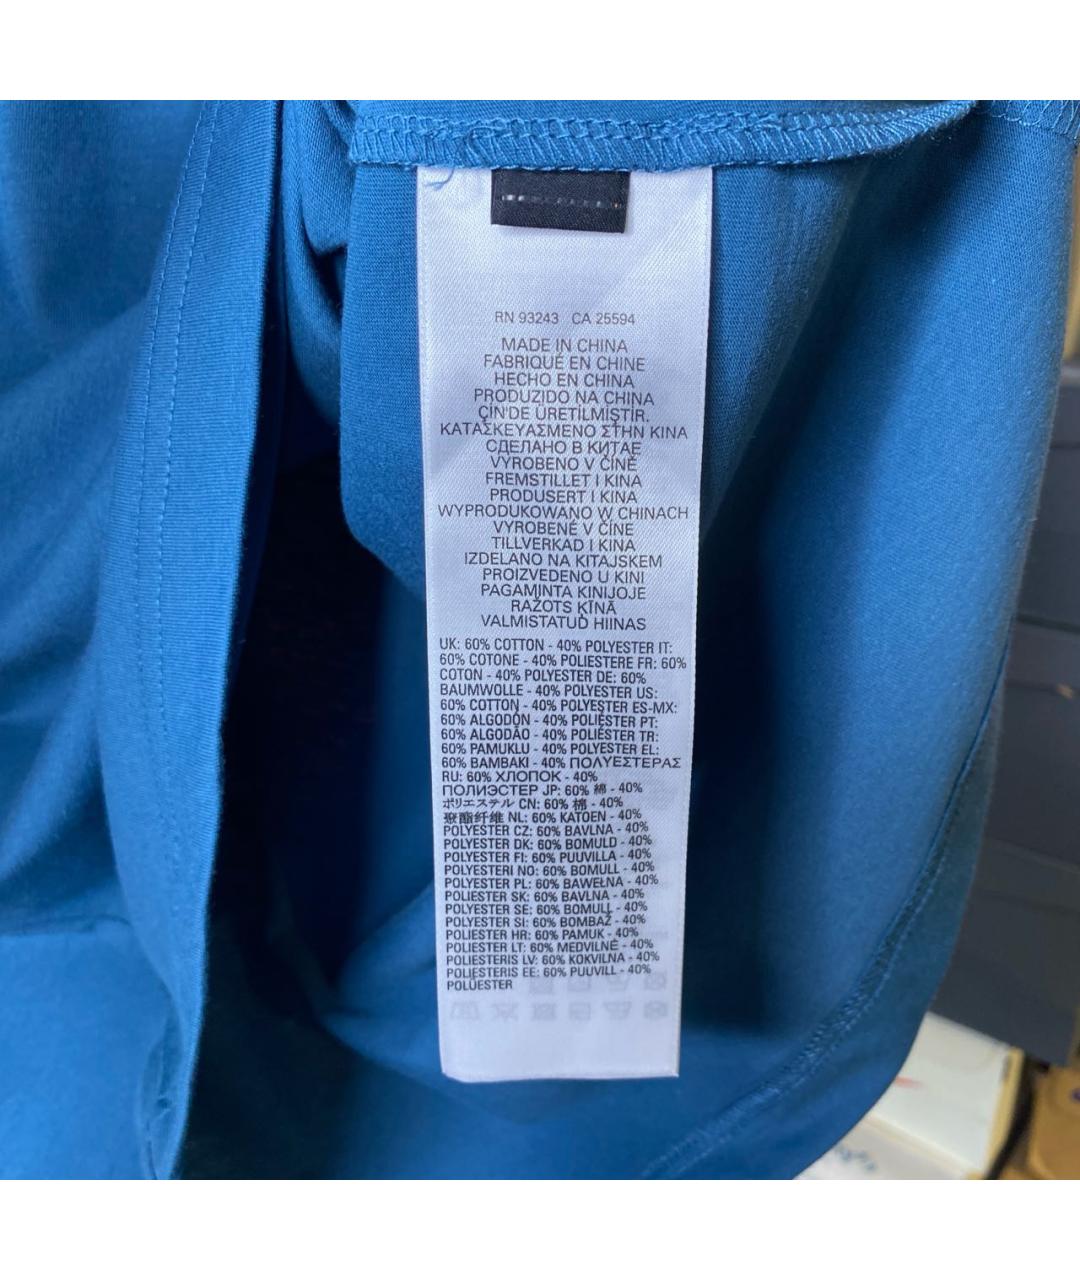 RN 93243 CA 25594
MADE IN CHINA
FABRIQUÉ EN CHINE
HECHO EN CHINA
PRODUZIDO NA CHINA
ÇİN'DE ÜRETİLMİŞTİR.
ΚΑΤΑΣΚΕΥΑΣΜΕΝΟ ΣΤΗΝ ΚΙΝΑ
СДЕЛАНО В КИТАЕ
VYROBENO V ČÍNĚ
FREMSTILLET I KINA
PRODUSERT I KINA
WYPRODUKOWANO W CHINACH
VYROBENÉ V ČÍNE
TILLVERKAD I KINA
IZDELANO NA KITAJSKEM
PROIZVEDENO U KINI
PAGAMINTA KINIJOJE
RAŽOTS ĶĪNĀ
VALMISTATUD HIINAS
UK: 60% COTTON - 40% POLYESTER IT:
60% COTONE - 40% POLIESTERE FR: 60%
COTON - 40% POLYESTER DE: 60%
BAUMWOLLE - 40% POLYESTER US:
60% COTTON - 40% POLYESTER ES-MX:
60% ALGODÓN - 40% POLIÉSTER PT:
60% ALGODÃO - 40% POLIÉSTER TR:
60% PAMUKLU - 40% POLYESTER EL:
60% ΒΑΜΒΑΚΙ - 40% ΠΟΛΥΕΣΤΕΡΑΣ
RU: 60% ХЛОПОК - 40%
ПОЛИЭСТЕР JP: 60% 綿 - 40%
ポリエステル CN: 60% 棉 - 40%
聚酯纤维 NL: 60% KATOEN - 40%
POLYESTER CZ: 60% BAVLNA - 40%
POLYESTER DK: 60% BOMULD - 40%
POLYESTER FI: 60% PUUVILLA - 40%
POLYESTERI NO: 60% BOMULL - 40%
POLYESTER PL: 60% BAWEŁNA - 40%
POLIESTER SK: 60% BAVLNA - 40%
POLYESTER SE: 60% BOMULL - 40%
POLYESTER SI: 60% BOMBAŽ - 40%
POLIESTER HR: 60% PAMUK - 40%
POLIESTER LT: 60% MEDVILNĖ - 40%
POLIESTERIS LV: 60% KOKVILNA - 40%
POLIESTERIS EE: 60% PUUVILL - 40%
POLÜESTER